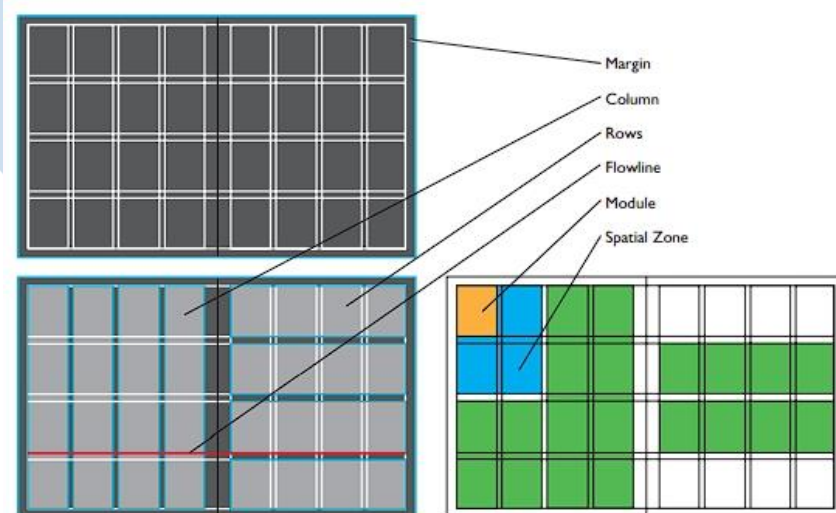 Margin
Column
Rows
Flowline
Module
Spatial Zone